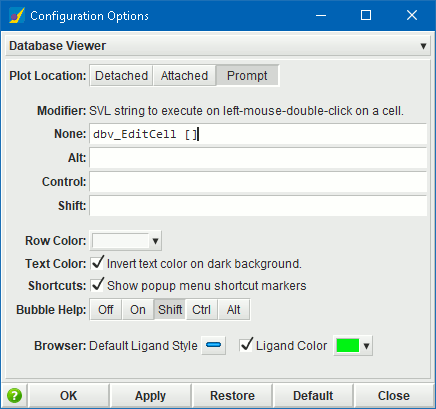 Configuration Options
Database Viewer
Plot Location: Detached Attached Prompt
Modifier: SVL string to execute on left-mouse-double-click on a cell.
None: dbv_EditCell []
Alt:
Control:
Shift:
Row Color:
Text Color: Invert text color on dark background.
Shortcuts: Show popup menu shortcut markers
Bubble Help: Off On Shift Ctrl Alt
Browser: Default Ligand Style Ligand Color
? OK Apply Restore Default Close